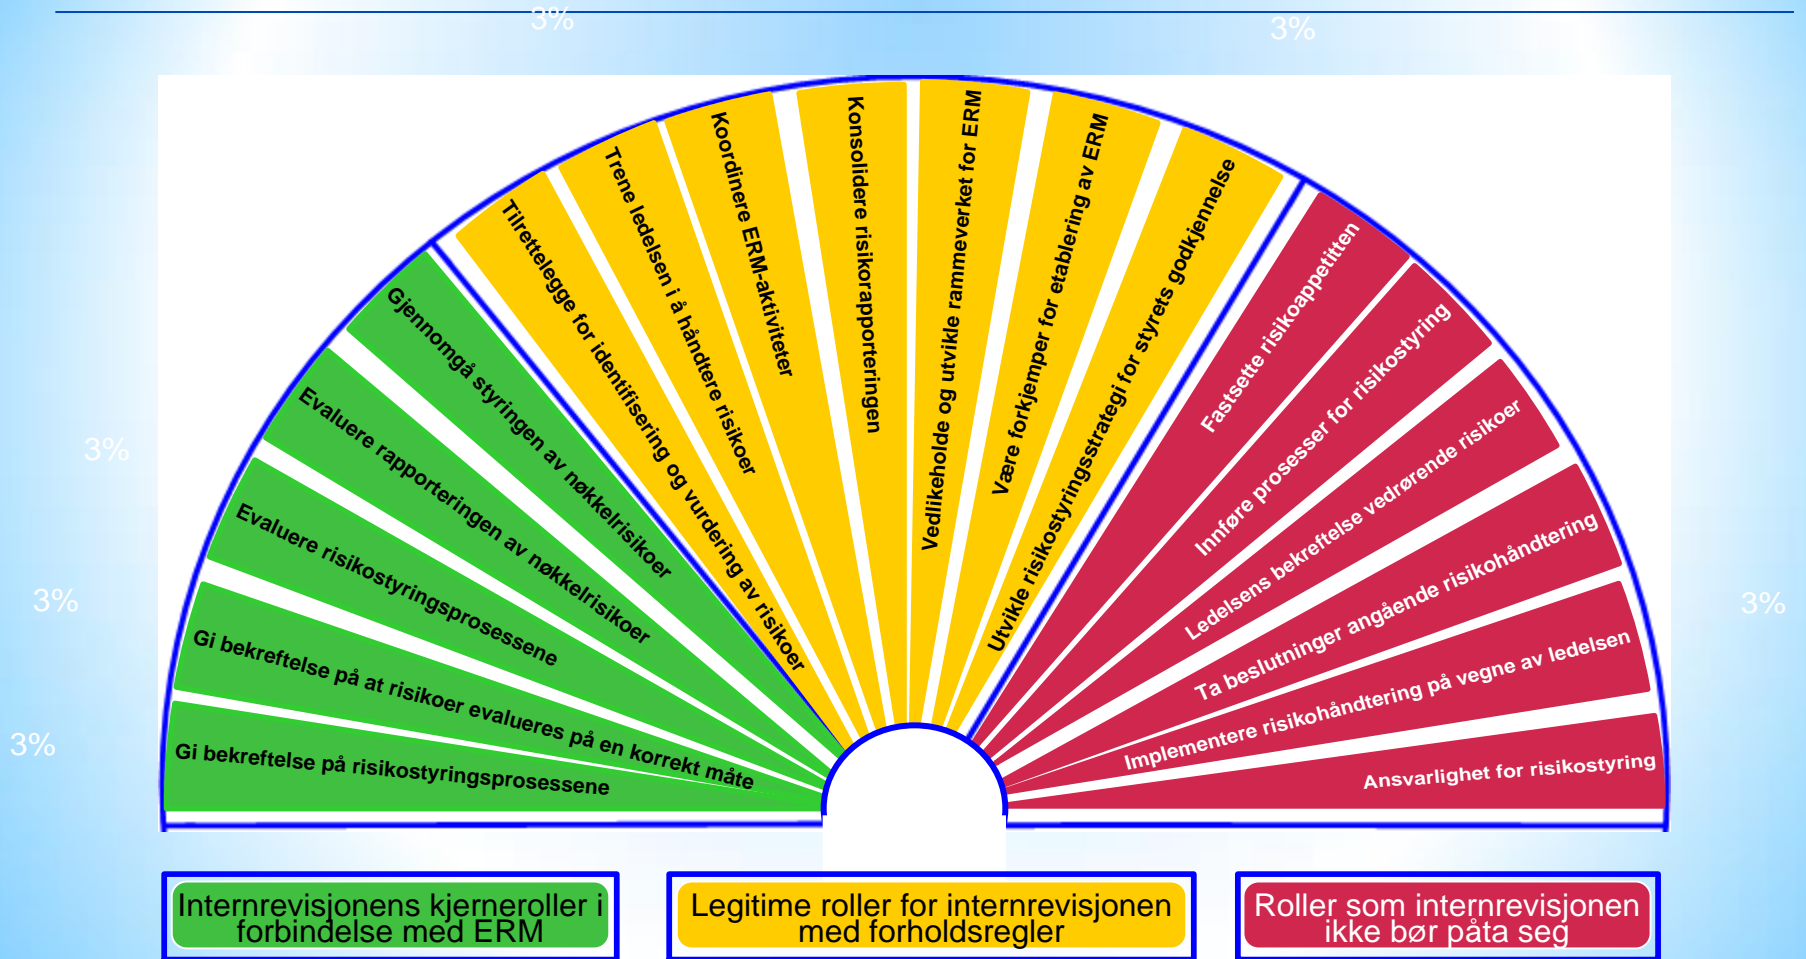 3%
3%
3%
3%
3%
3%
Gi bekreftelse på risikostyringsprosessene
Gi bekreftelse på at risikoer evalueres på en korrekt måte
Evaluere risikostyringsprosessene
Evaluere rapporteringen av nøkkelrisikoer
Gjennomgå styringen av nøkkelrisikoer
Tilrettelegge for identifisering og vurdering av risikoer
Trene ledelsen i å håndtere risikoer
Koordinere ERM-aktiviteter
Konsolidere risikorapporteringen
Vedlikeholde og utvikle rammeverket for ERM
Være forkjemper for etablering av ERM
Utvikle risikostyringsstrategi for styrets godkjennelse
Fastsette risikoappetitten
Innføre prosesser for risikostyring
Ledelsens bekreftelse vedrørende risikoer
Ta beslutninger angående risikohåndtering
Implementere risikohåndtering på vegne av ledelsen
Ansvarlighet for risikostyring
Internrevisjonens kjerneroller i
forbindelse med ERM
Legitime roller for internrevisjonen
med forholdsregler
Roller som internrevisjonen
ikke bør påta seg